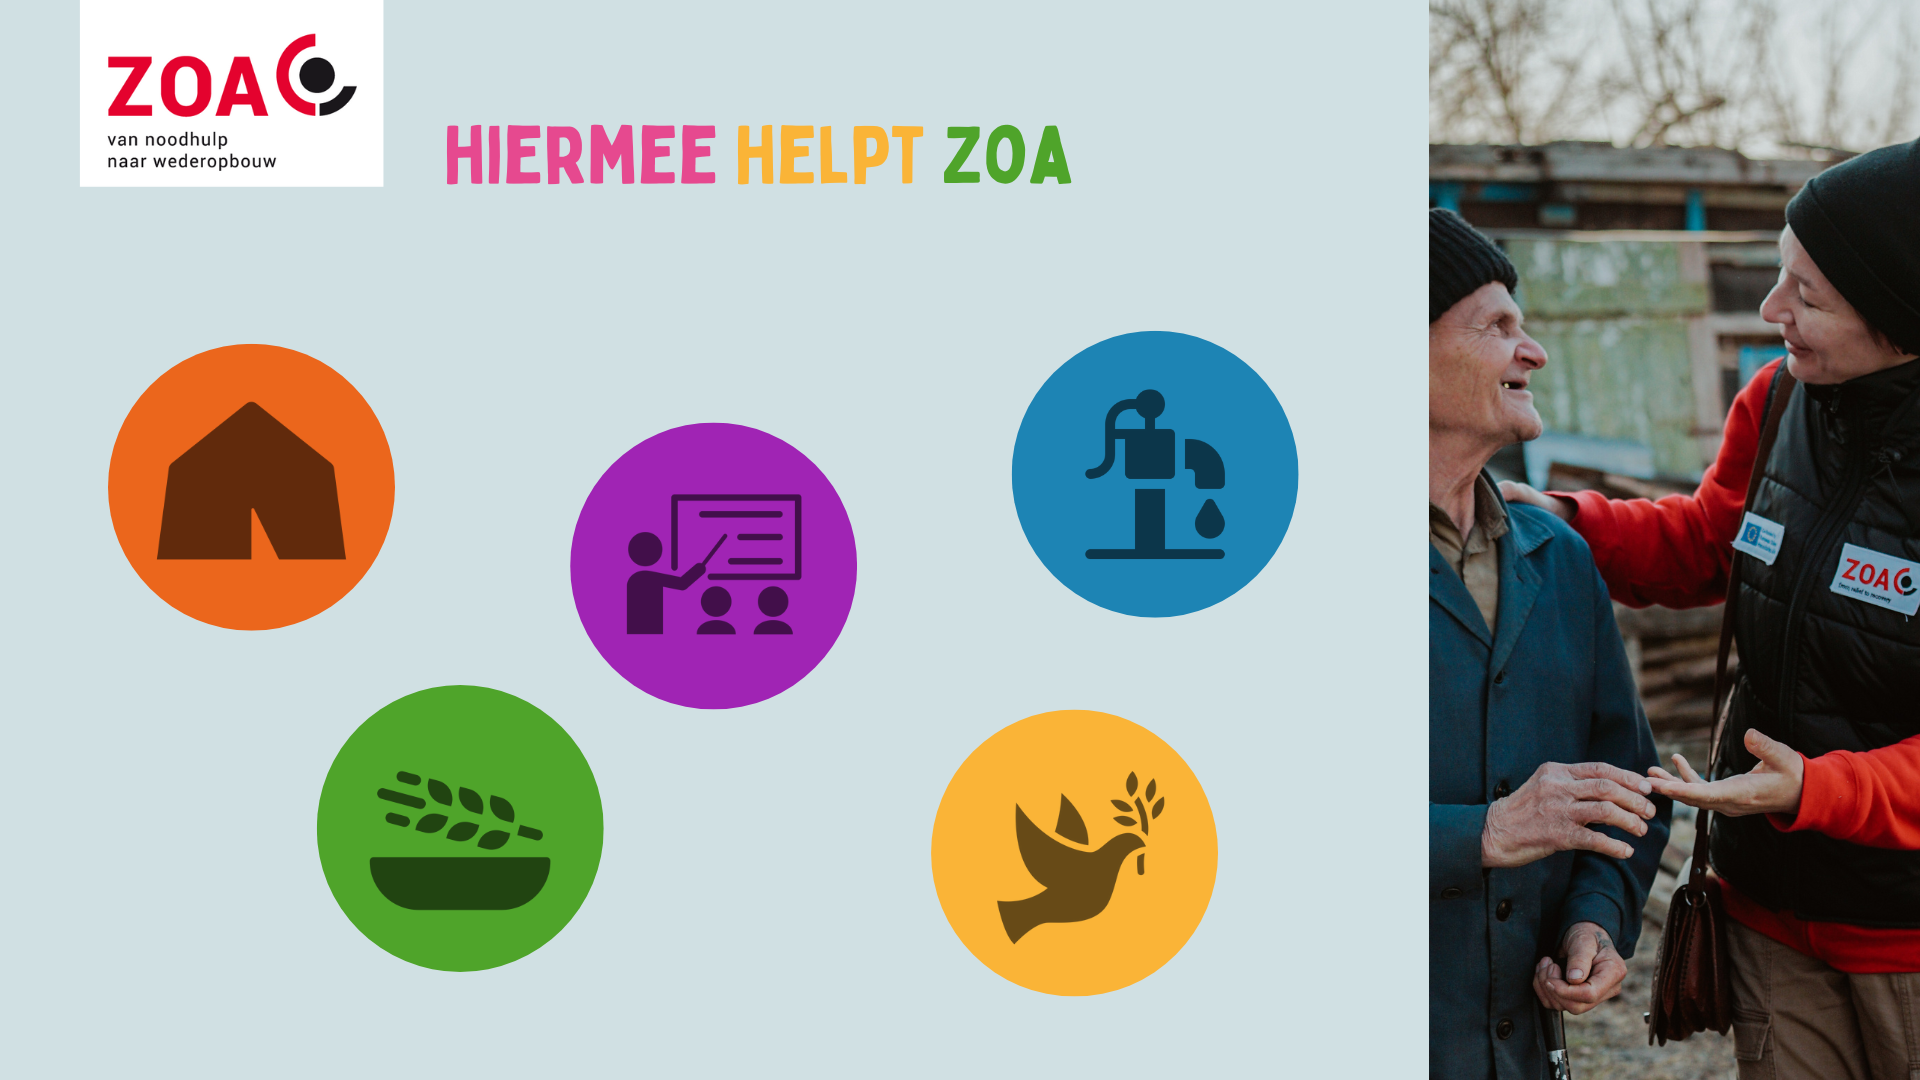 ZOA
van noodhulp
naar wederopbouw
HIERMEE HELPT ZOA
ZOA